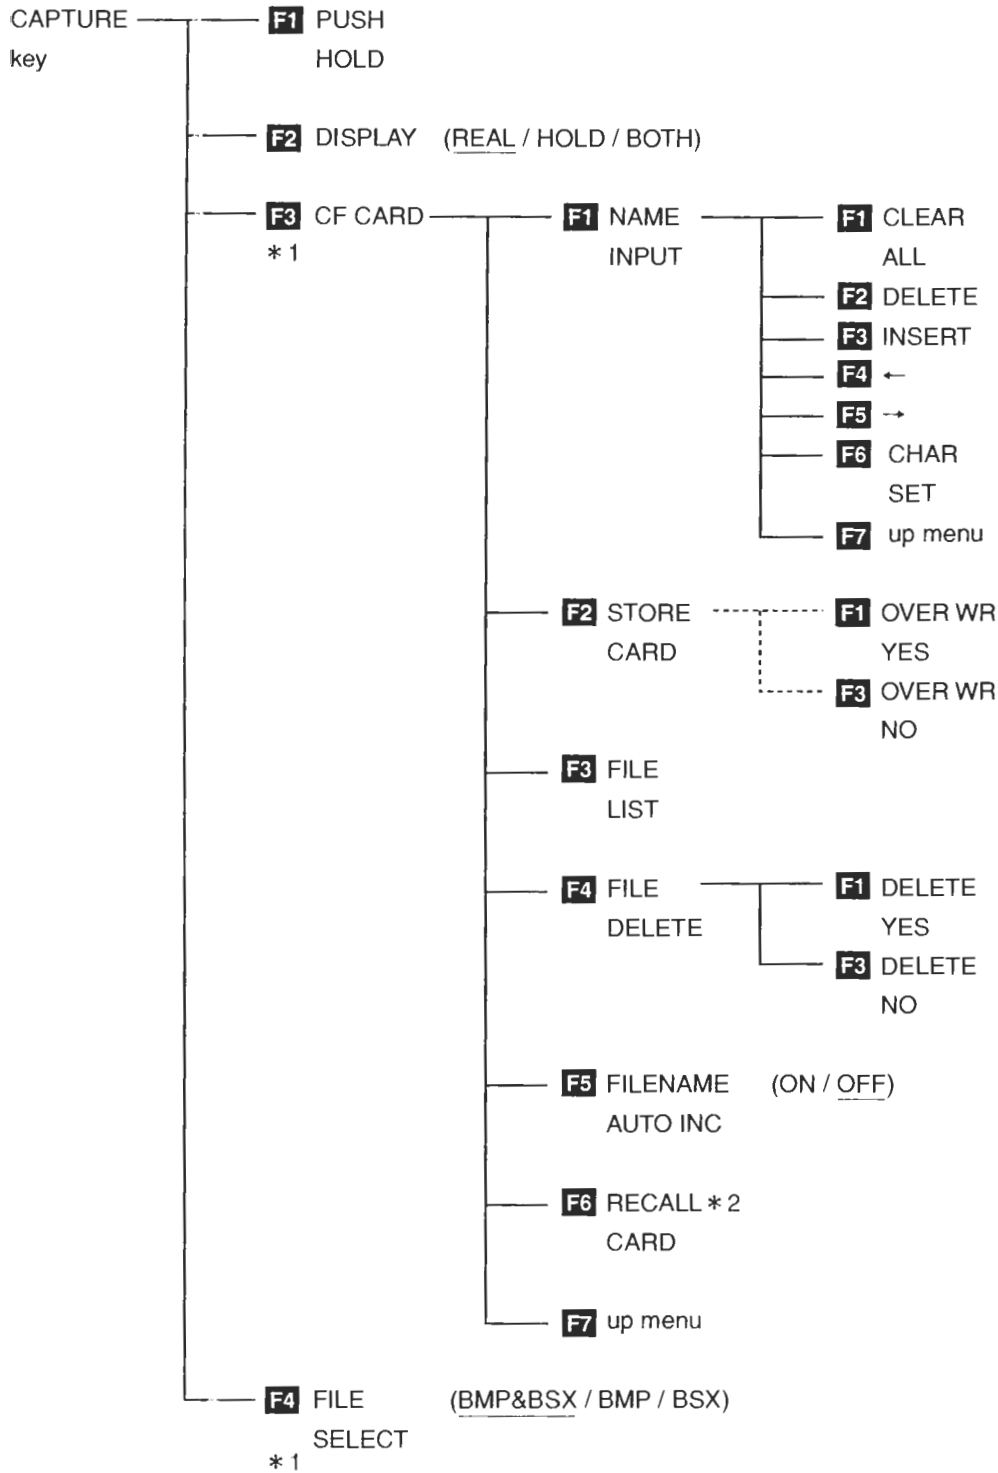 CAPTURE
key
F1 PUSH
HOLD
F2 DISPLAY (REAL / HOLD / BOTH)
F3 CF CARD
*1
F1 NAME
INPUT
F1 CLEAR
ALL
F2 DELETE
F3 INSERT
F4 ←
F5 →
F6 CHAR
SET
F7 up menu
F2 STORE
CARD
F1 OVER WR
YES
F3 OVER WR
NO
F3 FILE
LIST
F4 FILE
DELETE
F1 DELETE
YES
F3 DELETE
NO
F5 FILENAME (ON / OFF)
AUTO INC
F6 RECALL *2
CARD
F7 up menu
F4 FILE (BMP&BSX / BMP / BSX)
SELECT
*1